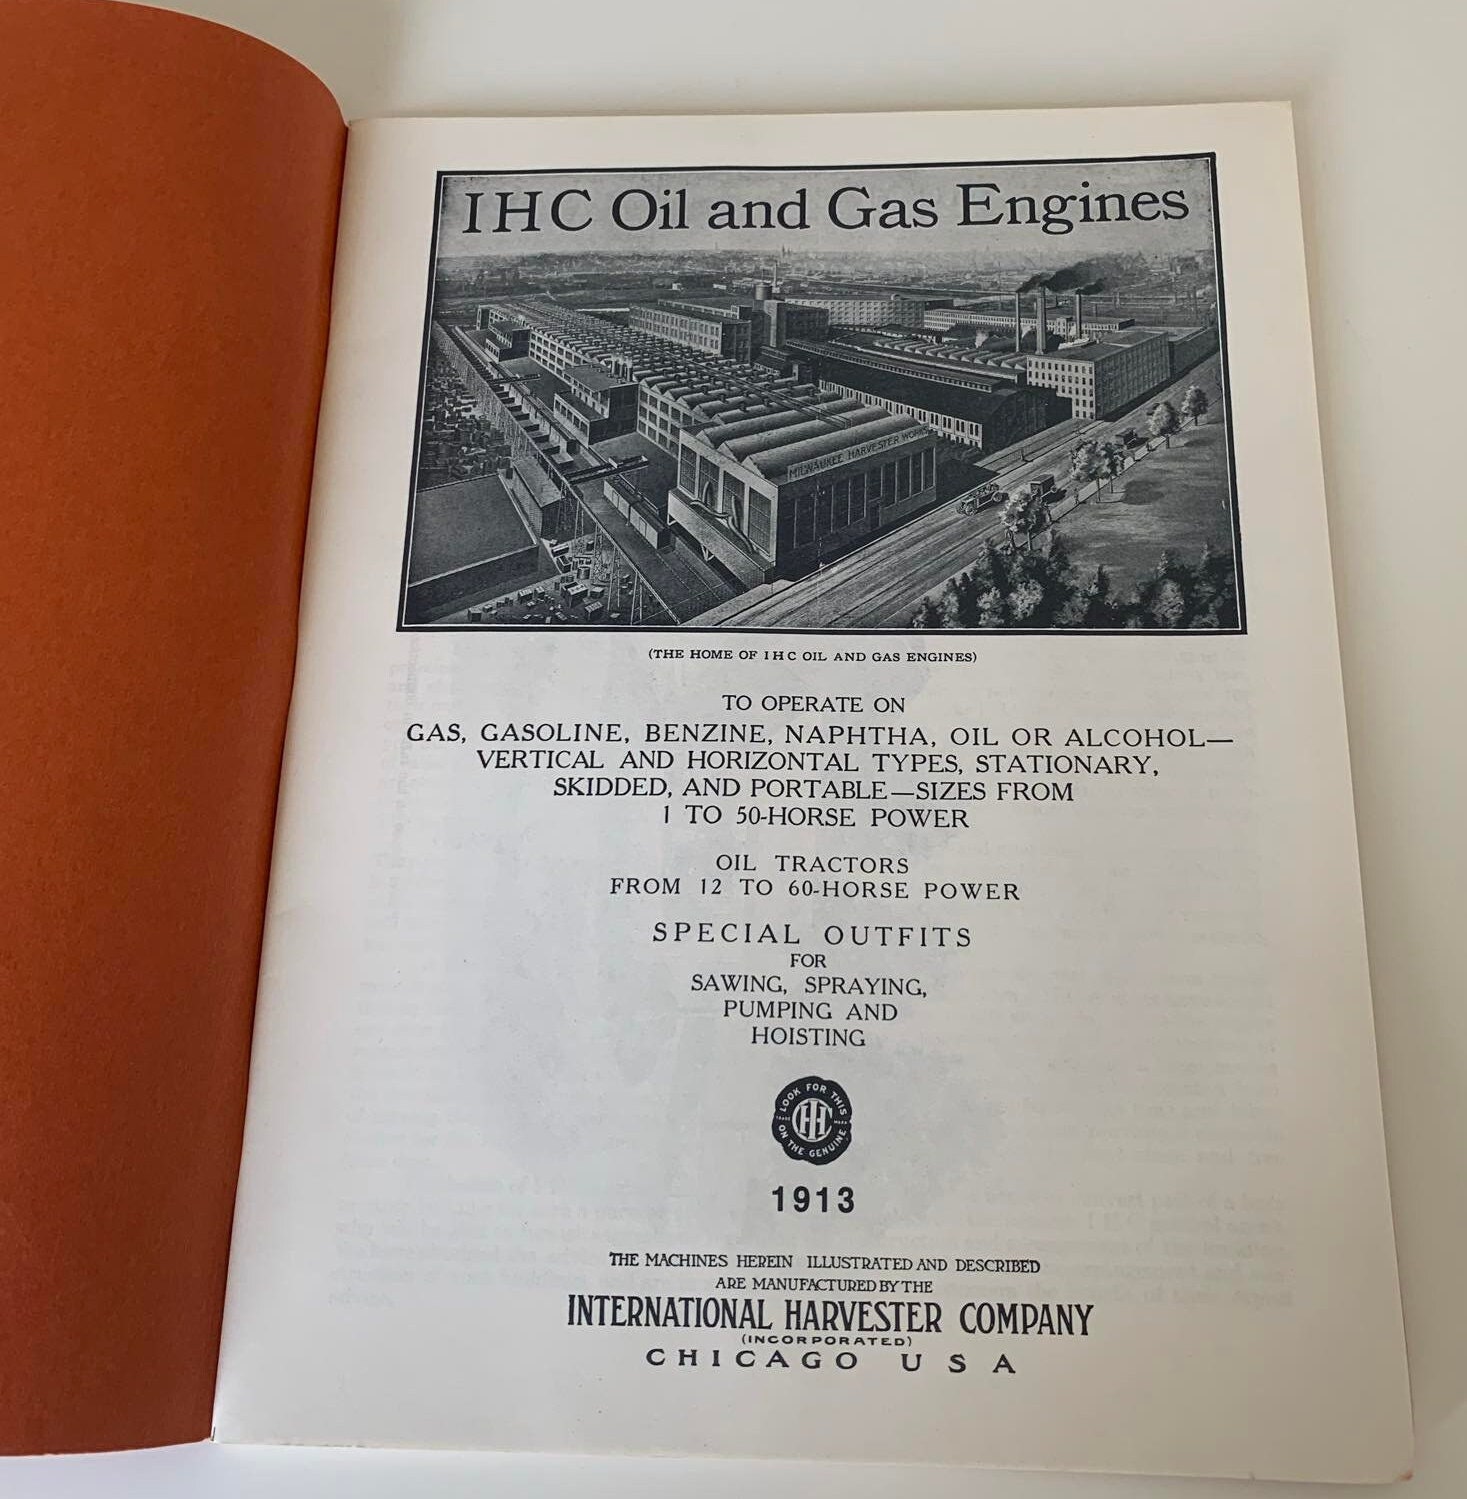 IHC Oil and Gas Engines
MILWAUKEE HARVESTER WORKS
(THE HOME OF I H C OIL AND GAS ENGINES)
TO OPERATE ON
GAS, GASOLINE, BENZINE, NAPHTHA, OIL OR ALCOHOL—
VERTICAL AND HORIZONTAL TYPES, STATIONARY,
SKIDDED, AND PORTABLE—SIZES FROM
1 TO 50-HORSE POWER
OIL TRACTORS
FROM 12 TO 60-HORSE POWER
SPECIAL OUTFITS
FOR
SAWING, SPRAYING,
PUMPING AND
HOISTING
LOOK FOR THIS
TRADE IHC MARK
ON THE GENUINE
1913
THE MACHINES HEREIN ILLUSTRATED AND DESCRIBED
ARE MANUFACTURED BY THE
INTERNATIONAL HARVESTER COMPANY
(INCORPORATED)
CHICAGO U S A